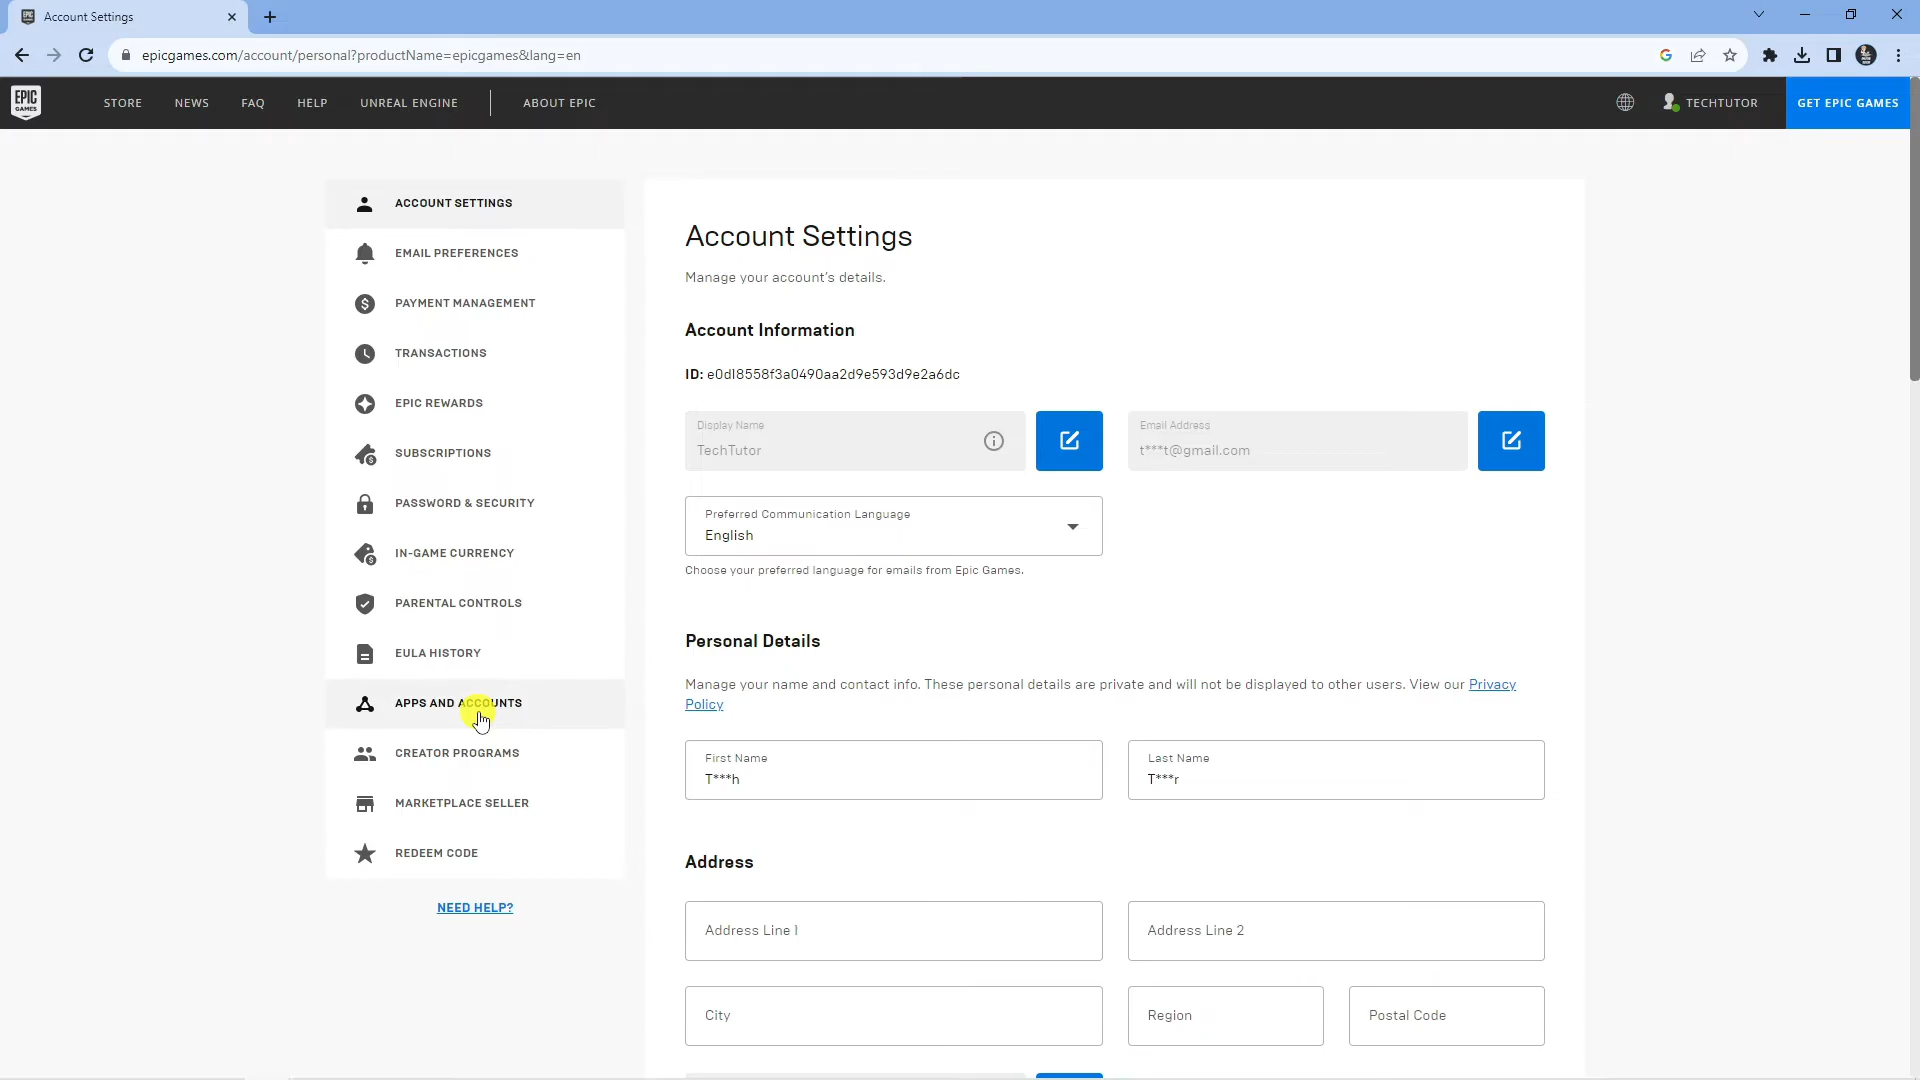 Account Settings
epicgames.com/account/personal?productName=epicgames&lang=en
EPIC GAMES
STORE
NEWS
FAQ
HELP
UNREAL ENGINE
ABOUT EPIC
TECHTUTOR
GET EPIC GAMES
ACCOUNT SETTINGS
EMAIL PREFERENCES
PAYMENT MANAGEMENT
TRANSACTIONS
EPIC REWARDS
SUBSCRIPTIONS
PASSWORD & SECURITY
IN-GAME CURRENCY
PARENTAL CONTROLS
EULA HISTORY
APPS AND ACCOUNTS
CREATOR PROGRAMS
MARKETPLACE SELLER
REDEEM CODE
NEED HELP?
Account Settings
Manage your account's details.
Account Information
ID: e0d18558f3a0490aa2d9e593d9e2a6dc
Display Name
TechTutor
Email Address
t***t@gmail.com
Preferred Communication Language
English
Choose your preferred language for emails from Epic Games.
Personal Details
Manage your name and contact info. These personal details are private and will not be displayed to other users. View our Privacy
Policy
First Name
T***h
Last Name
T***r
Address
Address Line 1
Address Line 2
City
Region
Postal Code